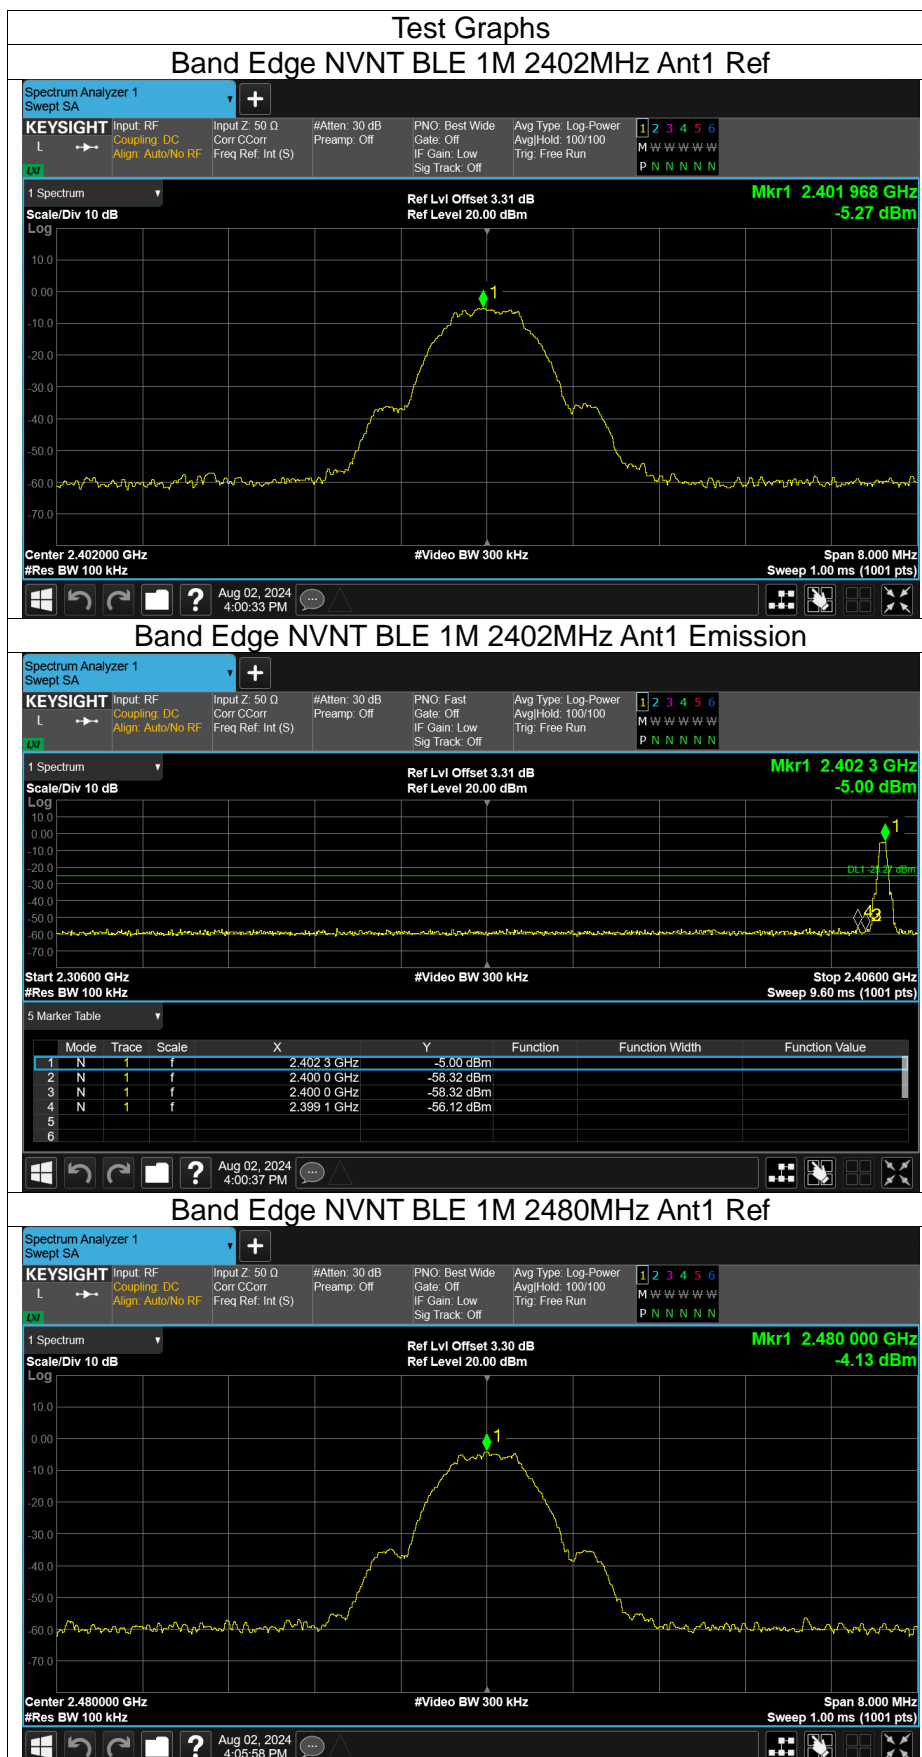 Test Graphs
Band Edge NVNT BLE 1M 2402MHz Ant1 Ref
Spectrum Analyzer 1
Swept SA
KEYSIGHT Input: RF Input Z: 50 Ω #Atten: 30 dB PNO: Best Wide Avg Type: Log-Power 1 2 3 4 5 6
L Coupling: DC Corr CCorr Preamp: Off Gate: Off Avg|Hold: 100/100 M W W W W W
Align: Auto/No RF Freq Ref: Int (S) IF Gain: Low Trig: Free Run
LXI Sig Track: Off P N N N N N
1 Spectrum Ref Lvl Offset 3.31 dB Mkr1 2.401 968 GHz
Scale/Div 10 dB Ref Level 20.00 dBm -5.27 dBm
Log
10.0
0.00
1
-10.0
-20.0
-30.0
-40.0
-50.0
-60.0
-70.0
Center 2.402000 GHz #Video BW 300 kHz Span 8.000 MHz
#Res BW 100 kHz Sweep 1.00 ms (1001 pts)
? Aug 02, 2024
4:00:33 PM
Band Edge NVNT BLE 1M 2402MHz Ant1 Emission
Spectrum Analyzer 1
Swept SA
KEYSIGHT Input: RF Input Z: 50 Ω #Atten: 30 dB PNO: Fast Avg Type: Log-Power 1 2 3 4 5 6
L Coupling: DC Corr CCorr Preamp: Off Gate: Off Avg|Hold: 100/100 M W W W W W
Align: Auto/No RF Freq Ref: Int (S) IF Gain: Low Trig: Free Run
LXI Sig Track: Off P N N N N N
1 Spectrum Ref Lvl Offset 3.31 dB Mkr1 2.402 3 GHz
Scale/Div 10 dB Ref Level 20.00 dBm -5.00 dBm
Log
10.0
1
0.00
-10.0
-20.0
DL1 -25.27 dBm
-30.0
-40.0
4 2
-50.0
-60.0
-70.0
Start 2.30600 GHz #Video BW 300 kHz Stop 2.40600 GHz
#Res BW 100 kHz Sweep 9.60 ms (1001 pts)
5 Marker Table
Mode Trace Scale X Y Function Function Width Function Value
1 N 1 f 2.402 3 GHz -5.00 dBm
2 N 1 f 2.400 0 GHz -58.32 dBm
3 N 1 f 2.400 0 GHz -58.32 dBm
4 N 1 f 2.399 1 GHz -56.12 dBm
5
6
? Aug 02, 2024
4:00:37 PM
Band Edge NVNT BLE 1M 2480MHz Ant1 Ref
Spectrum Analyzer 1
Swept SA
KEYSIGHT Input: RF Input Z: 50 Ω #Atten: 30 dB PNO: Best Wide Avg Type: Log-Power 1 2 3 4 5 6
L Coupling: DC Corr CCorr Preamp: Off Gate: Off Avg|Hold: 100/100 M W W W W W
Align: Auto/No RF Freq Ref: Int (S) IF Gain: Low Trig: Free Run
LXI Sig Track: Off P N N N N N
1 Spectrum Ref Lvl Offset 3.30 dB Mkr1 2.480 000 GHz
Scale/Div 10 dB Ref Level 20.00 dBm -4.13 dBm
Log
10.0
0.00
1
-10.0
-20.0
-30.0
-40.0
-50.0
-60.0
-70.0
Center 2.480000 GHz #Video BW 300 kHz Span 8.000 MHz
#Res BW 100 kHz Sweep 1.00 ms (1001 pts)
? Aug 02, 2024
4:05:58 PM